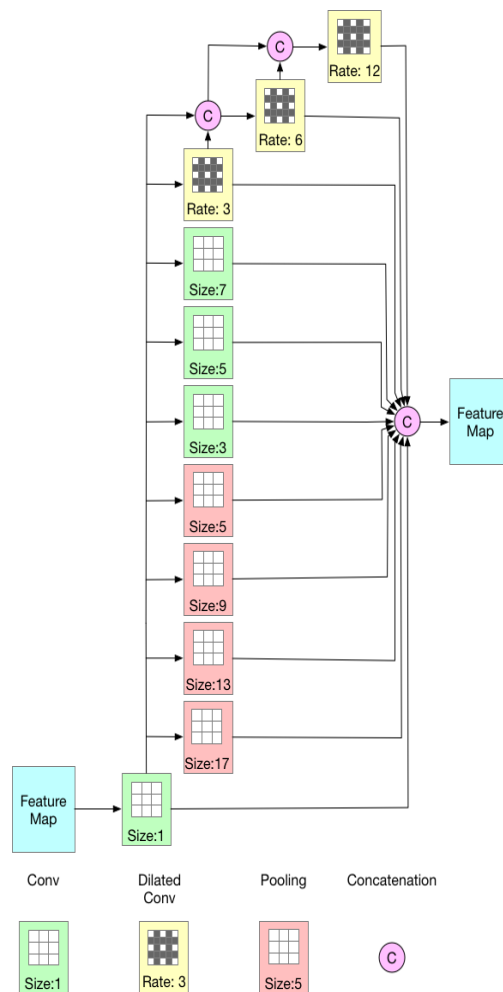 C
Rate: 12
C
Rate: 6
Rate: 3
Size:7
Size:5
Size:3
C
Feature
Map
Size:5
Size:9
Size:13
Size:17
Feature
Map
Size:1
Conv
Dilated
Conv
Pooling
Concatenation
Size:1
Rate: 3
Size:5
C